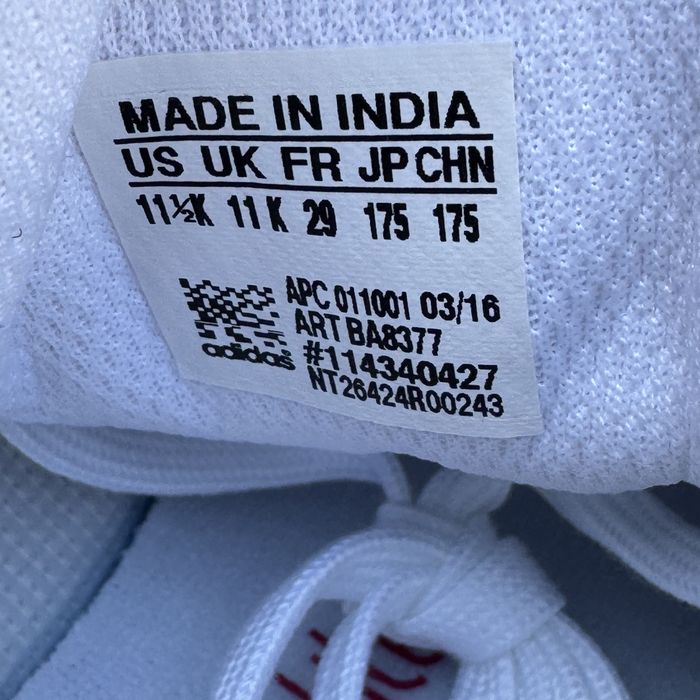 MADE IN INDIA
US UK FR JP CHN
11½K 11K 29 175 175
APC 011001 03/16
ART BA8377
#114340427
adidas NT26424R00243